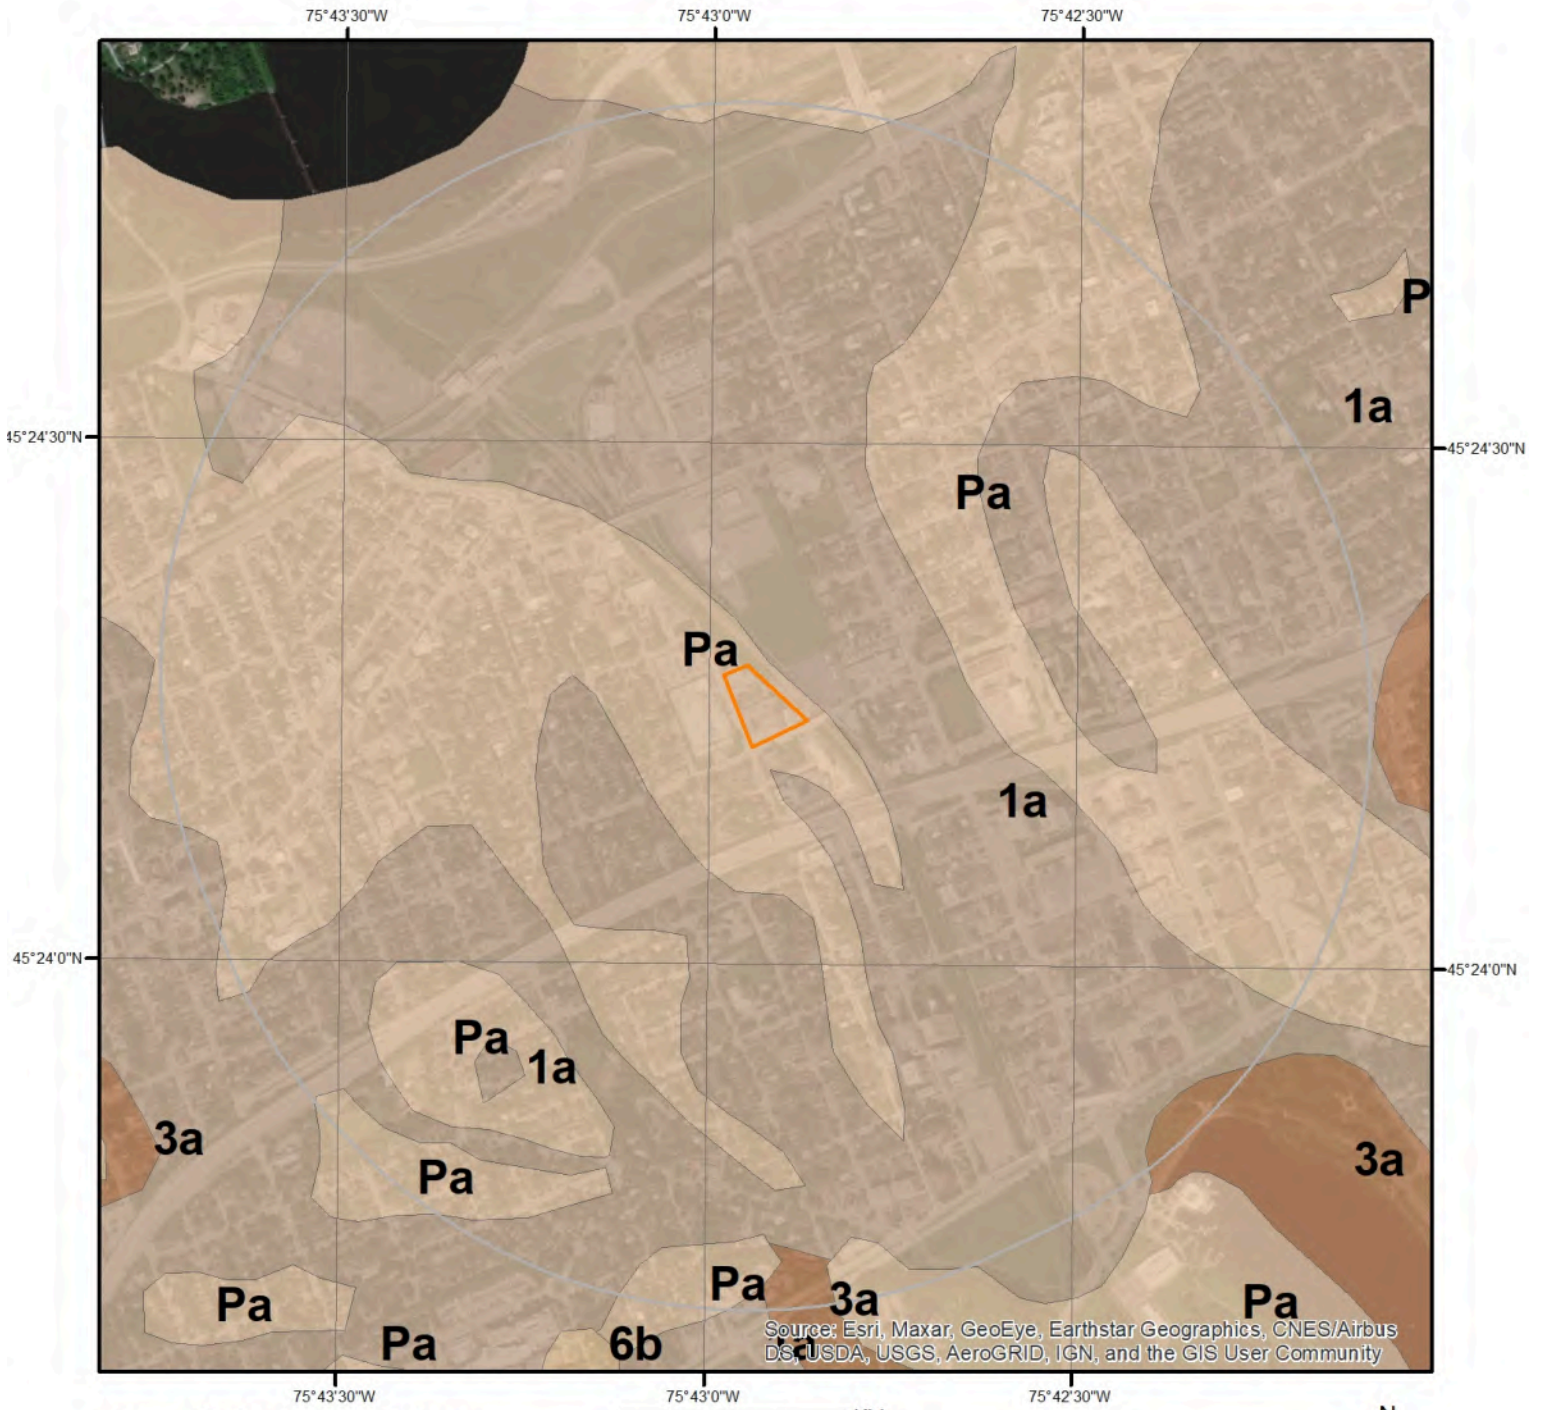 75°43'30"W 75°43'0"W 75°42'30"W
P
1a
45°24'30"N 45°24'30"N
Pa
Pa
1a
45°24'0"N 45°24'0"N
Pa
1a
3a
3a
Pa
Pa
3a
Pa
Pa
Pa
6b
Source: Esri, Maxar, GeoEye, Earthstar Geographics, CNES/Airbus
DS, USDA, USGS, AeroGRID, IGN, and the GIS User Community
75°43'30"W 75°43'0"W 75°42'30"W